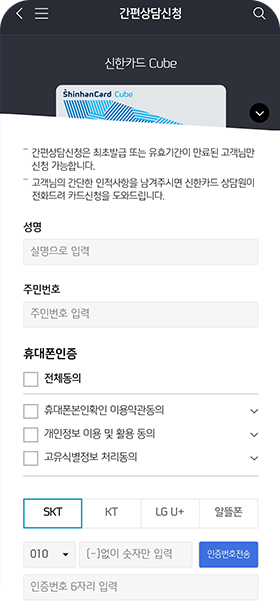 간편상담신청
신한카드 Cube
ShinhanCard Cube
– 간편상담신청은 최초발급 또는 유효기간이 만료된 고객님만
신청 가능합니다.
– 고객님의 간단한 인적사항을 남겨주시면 신한카드 상담원이
전화드려 카드신청을 도와드립니다.
성명
실명으로 입력
주민번호
주민번호 입력
휴대폰인증
전체동의
휴대폰본인확인 이용약관동의
개인정보 이용 및 활용 동의
고유식별정보 처리동의
SKT KT LG U+ 알뜰폰
010 (-)없이 숫자만 입력 인증번호전송
인증번호 6자리 입력